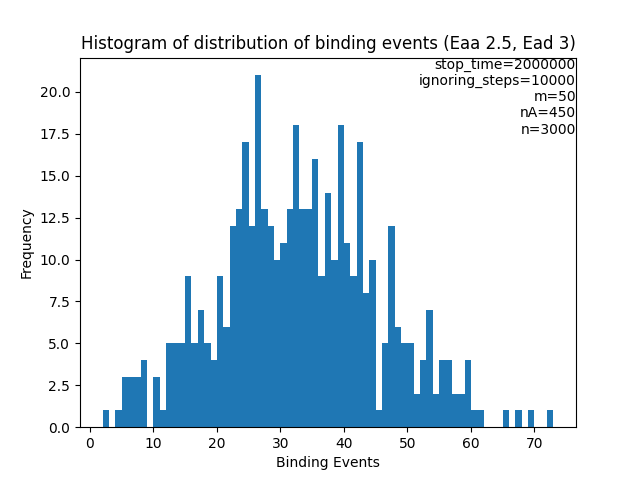 Histogram of distribution of binding events (Eaa 2.5, Ead 3)
stop_time=2000000
ignoring_steps=10000
m=50
nA=450
n=3000
Frequency
20.0
17.5
15.0
12.5
10.0
7.5
5.0
2.5
0.0
0 10 20 30 40 50 60 70
Binding Events